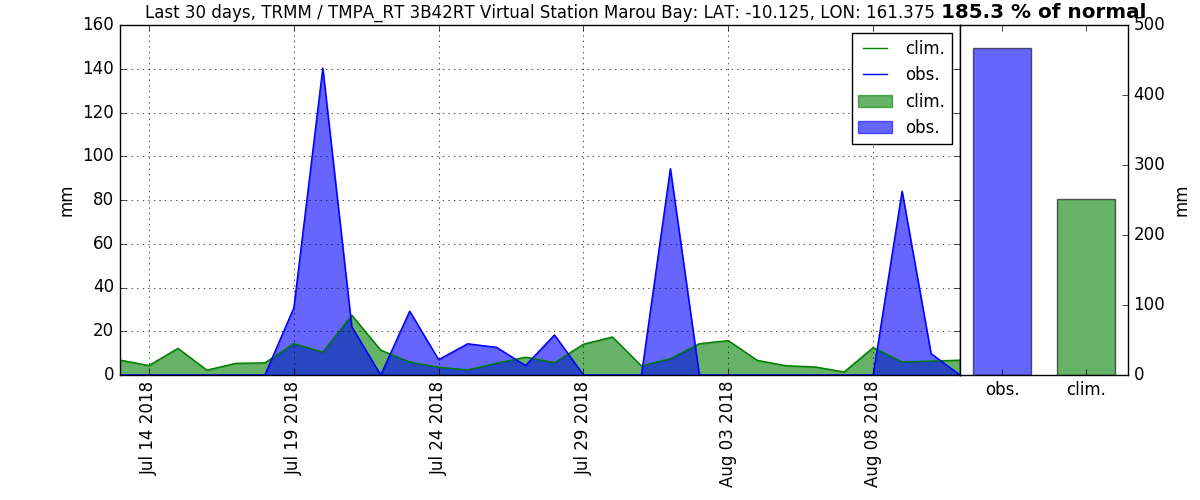 Last 30 days, TRMM / TMPA_RT 3B42RT Virtual Station Marou Bay: LAT: -10.125, LON: 161.375 185.3 % of normal
160
140
120
100
80
60
40
20
0
mm
clim.
obs.
clim.
obs.
500
400
300
200
100
0
mm
obs. clim.
Jul 14 2018
Jul 19 2018
Jul 24 2018
Jul 29 2018
Aug 03 2018
Aug 08 2018